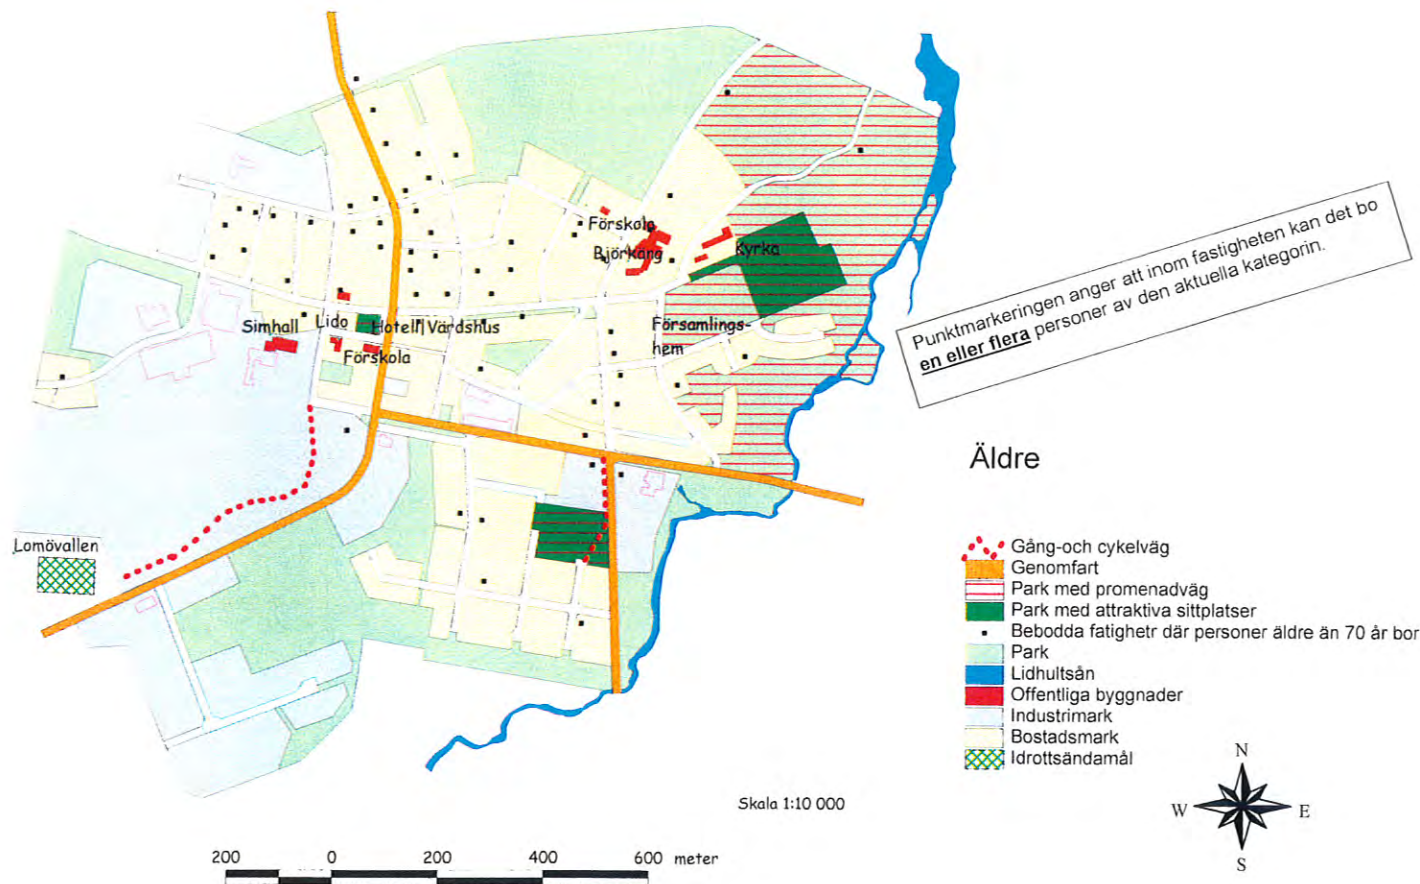 Förskola
Björkäng
Kyrka
Punktmarkeringen anger att inom fastigheten kan det bo
en eller flera personer av den aktuella kategorin.
Simhall
Lido
Hotell
Värdshus
Förskola
Församlings-
hem
Äldre
Lomövallen
Gång-och cykelväg
Genomfart
Park med promenadväg
Park med attraktiva sittplatser
Bebodda fatighetr där personer äldre än 70 år bor
Park
Lidhultsån
Offentliga byggnader
Industrimark
Bostadsmark
Idrottsändamål
N
W
E
S
Skala 1:10 000
200 0 200 400 600 meter